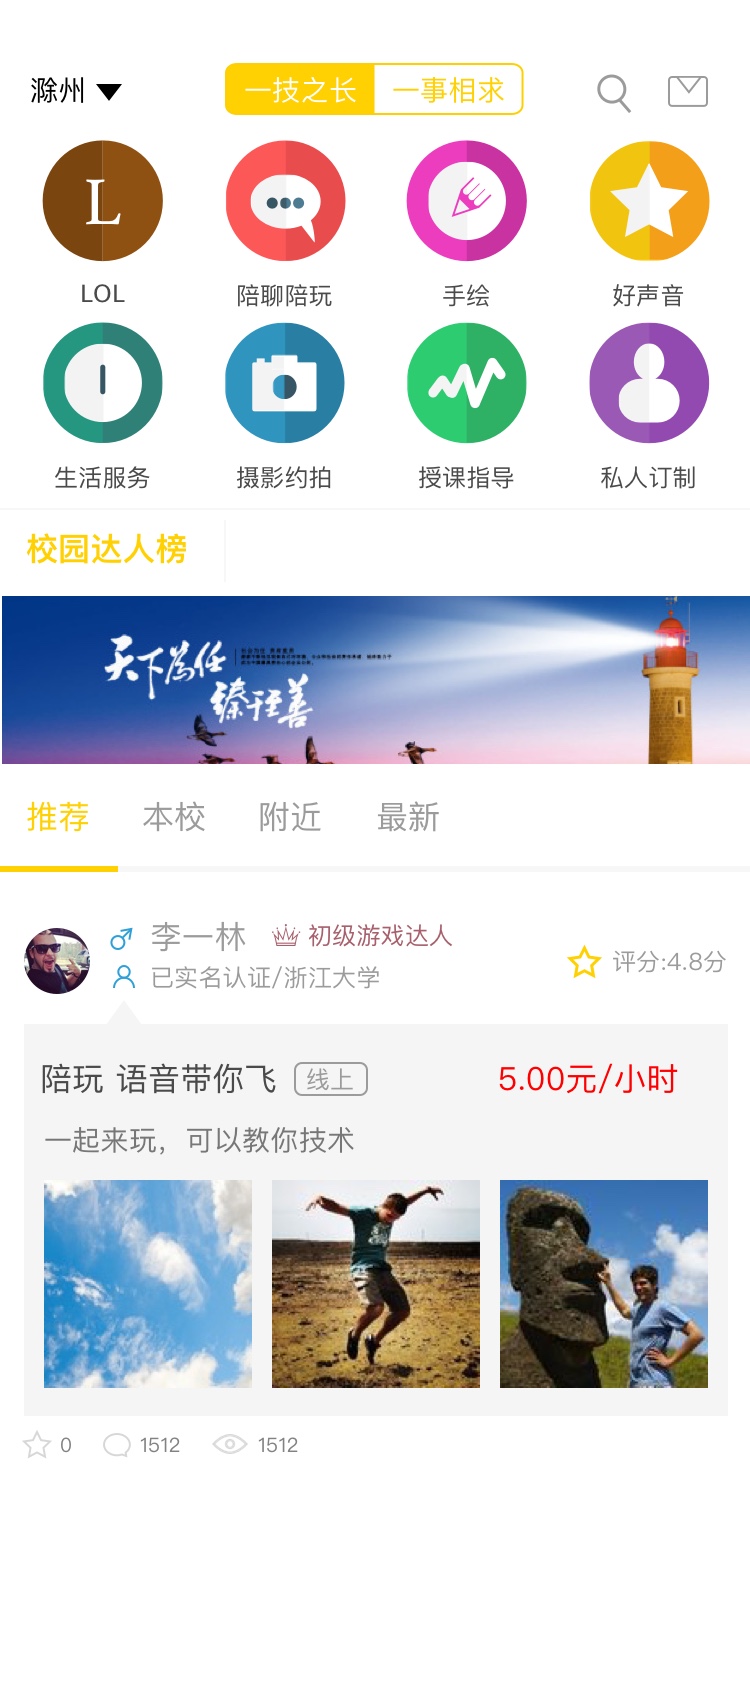 滁州
一技之长 一事相求
L
LOL 陪聊陪玩 手绘 好声音
生活服务 摄影约拍 授课指导 私人订制
校园达人榜
天下為任
臻于至善
推荐 本校 附近 最新
李一林 初级游戏达人
已实名认证/浙江大学 评分:4.8分
陪玩 语音带你飞 线上 5.00元/小时
一起来玩，可以教你技术
0 1512 1512